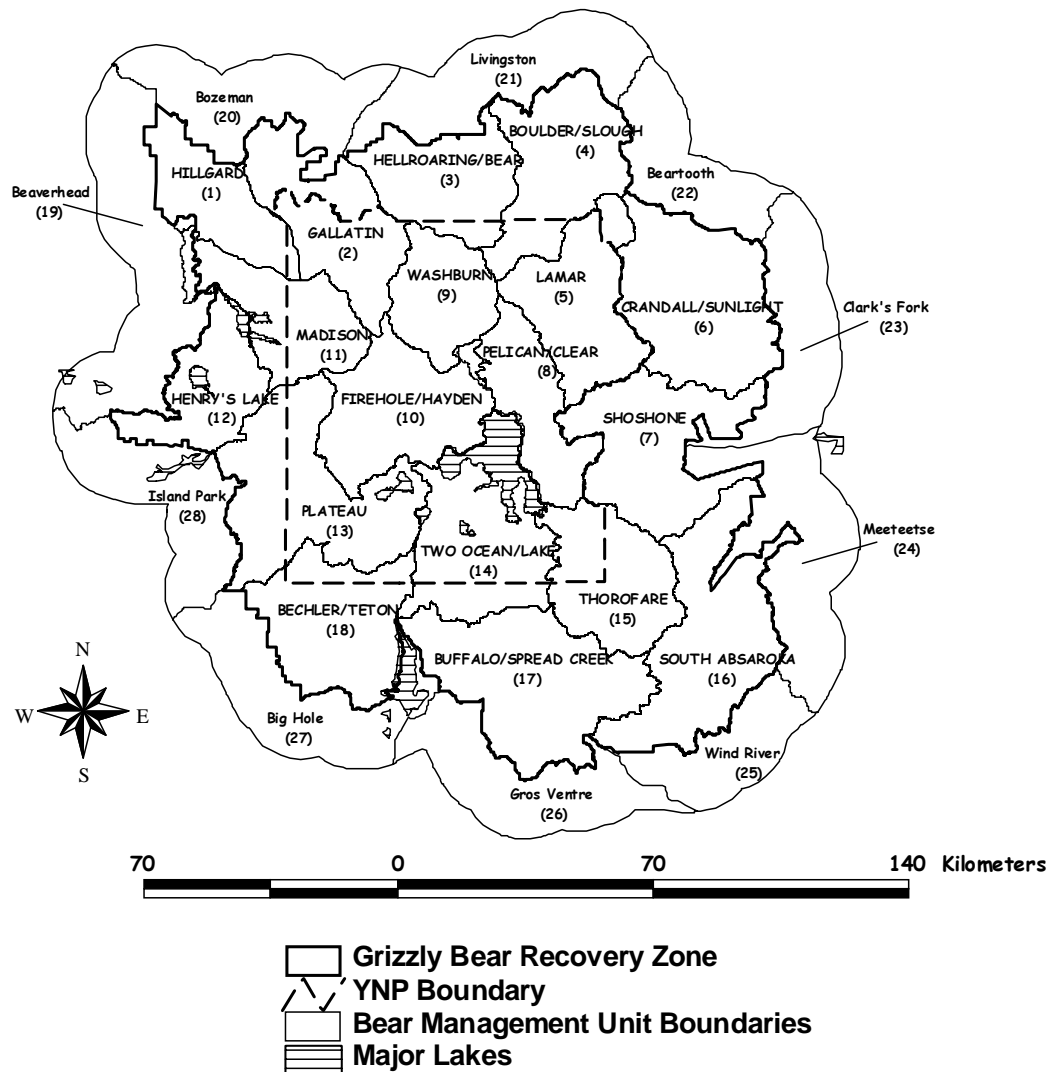 Livingston
(21)
Bozeman
(20)
BOULDER/SLOUGH
(4)
HELLROARING/BEAR
(3)
HILLGARD
(1)
Beartooth
(22)
Beaverhead
(19)
GALLATIN
(2)
WASHBURN
(9)
LAMAR
(5)
CRANDALL/SUNLIGHT
(6)
Clark's Fork
(23)
MADISON
(11)
PELICAN/CLEAR
(8)
HENRY'S LAKE
(12)
FIREHOLE/HAYDEN
(10)
SHOSHONE
(7)
Island Park
(28)
PLATEAU
(13)
Meeteetse
(24)
TWO OCEAN/LAKE
(14)
THOROFARE
(15)
BECHLER/TETON
(18)
BUFFALO/SPREAD CREEK
(17)
SOUTH ABSAROKA
(16)
N
W E
S
Big Hole
(27)
Wind River
(25)
Gros Ventre
(26)
70 0 70 140 Kilometers
Grizzly Bear Recovery Zone
YNP Boundary
Bear Management Unit Boundaries
Major Lakes